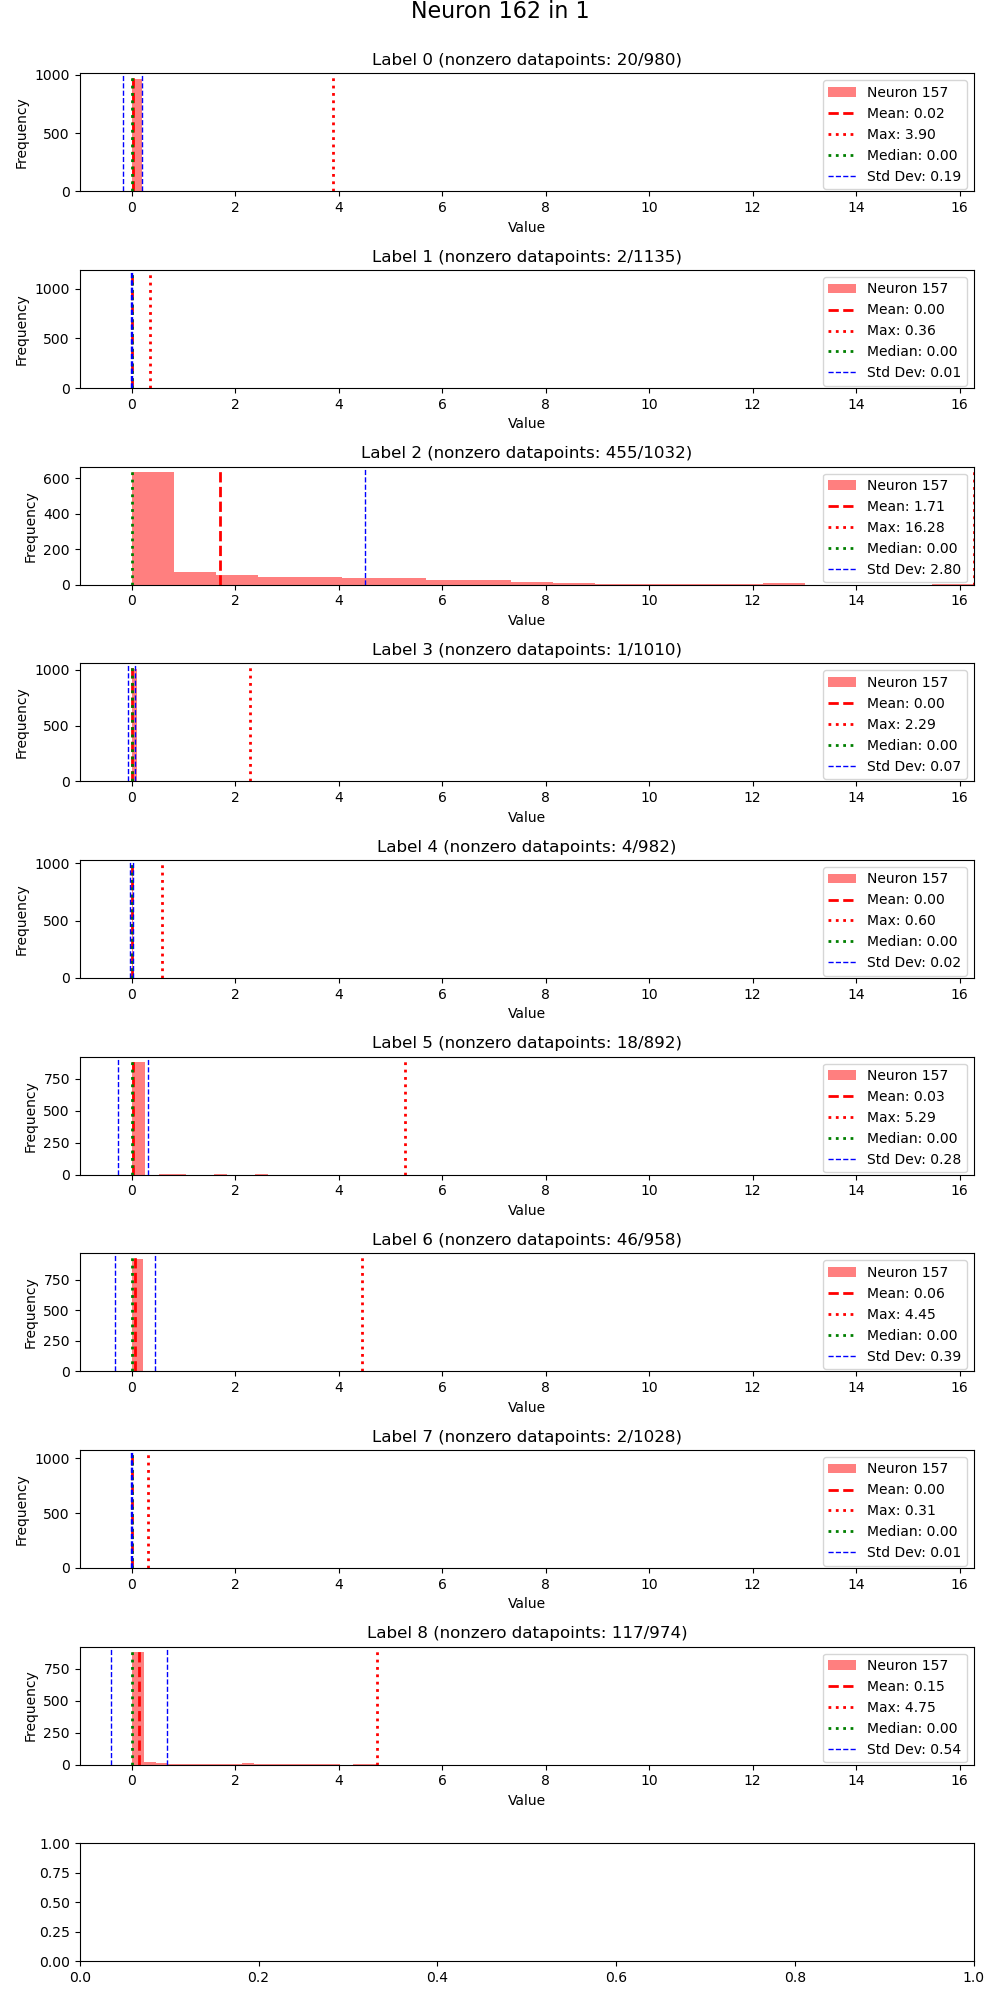 Neuron 162 in 1
Label 0 (nonzero datapoints: 20/980)
Frequency
1000
500
0
Neuron 157
Mean: 0.02
Max: 3.90
Median: 0.00
Std Dev: 0.19
0 2 4 6 8 10 12 14 16
Value
Label 1 (nonzero datapoints: 2/1135)
Frequency
1000
500
0
Neuron 157
Mean: 0.00
Max: 0.36
Median: 0.00
Std Dev: 0.01
0 2 4 6 8 10 12 14 16
Value
Label 2 (nonzero datapoints: 455/1032)
Frequency
600
400
200
0
Neuron 157
Mean: 1.71
Max: 16.28
Median: 0.00
Std Dev: 2.80
0 2 4 6 8 10 12 14 16
Value
Label 3 (nonzero datapoints: 1/1010)
Frequency
1000
500
0
Neuron 157
Mean: 0.00
Max: 2.29
Median: 0.00
Std Dev: 0.07
0 2 4 6 8 10 12 14 16
Value
Label 4 (nonzero datapoints: 4/982)
Frequency
1000
500
0
Neuron 157
Mean: 0.00
Max: 0.60
Median: 0.00
Std Dev: 0.02
0 2 4 6 8 10 12 14 16
Value
Label 5 (nonzero datapoints: 18/892)
Frequency
750
500
250
0
Neuron 157
Mean: 0.03
Max: 5.29
Median: 0.00
Std Dev: 0.28
0 2 4 6 8 10 12 14 16
Value
Label 6 (nonzero datapoints: 46/958)
Frequency
750
500
250
0
Neuron 157
Mean: 0.06
Max: 4.45
Median: 0.00
Std Dev: 0.39
0 2 4 6 8 10 12 14 16
Value
Label 7 (nonzero datapoints: 2/1028)
Frequency
1000
500
0
Neuron 157
Mean: 0.00
Max: 0.31
Median: 0.00
Std Dev: 0.01
0 2 4 6 8 10 12 14 16
Value
Label 8 (nonzero datapoints: 117/974)
Frequency
750
500
250
0
Neuron 157
Mean: 0.15
Max: 4.75
Median: 0.00
Std Dev: 0.54
0 2 4 6 8 10 12 14 16
Value
1.00
0.75
0.50
0.25
0.00
0.0 0.2 0.4 0.6 0.8 1.0